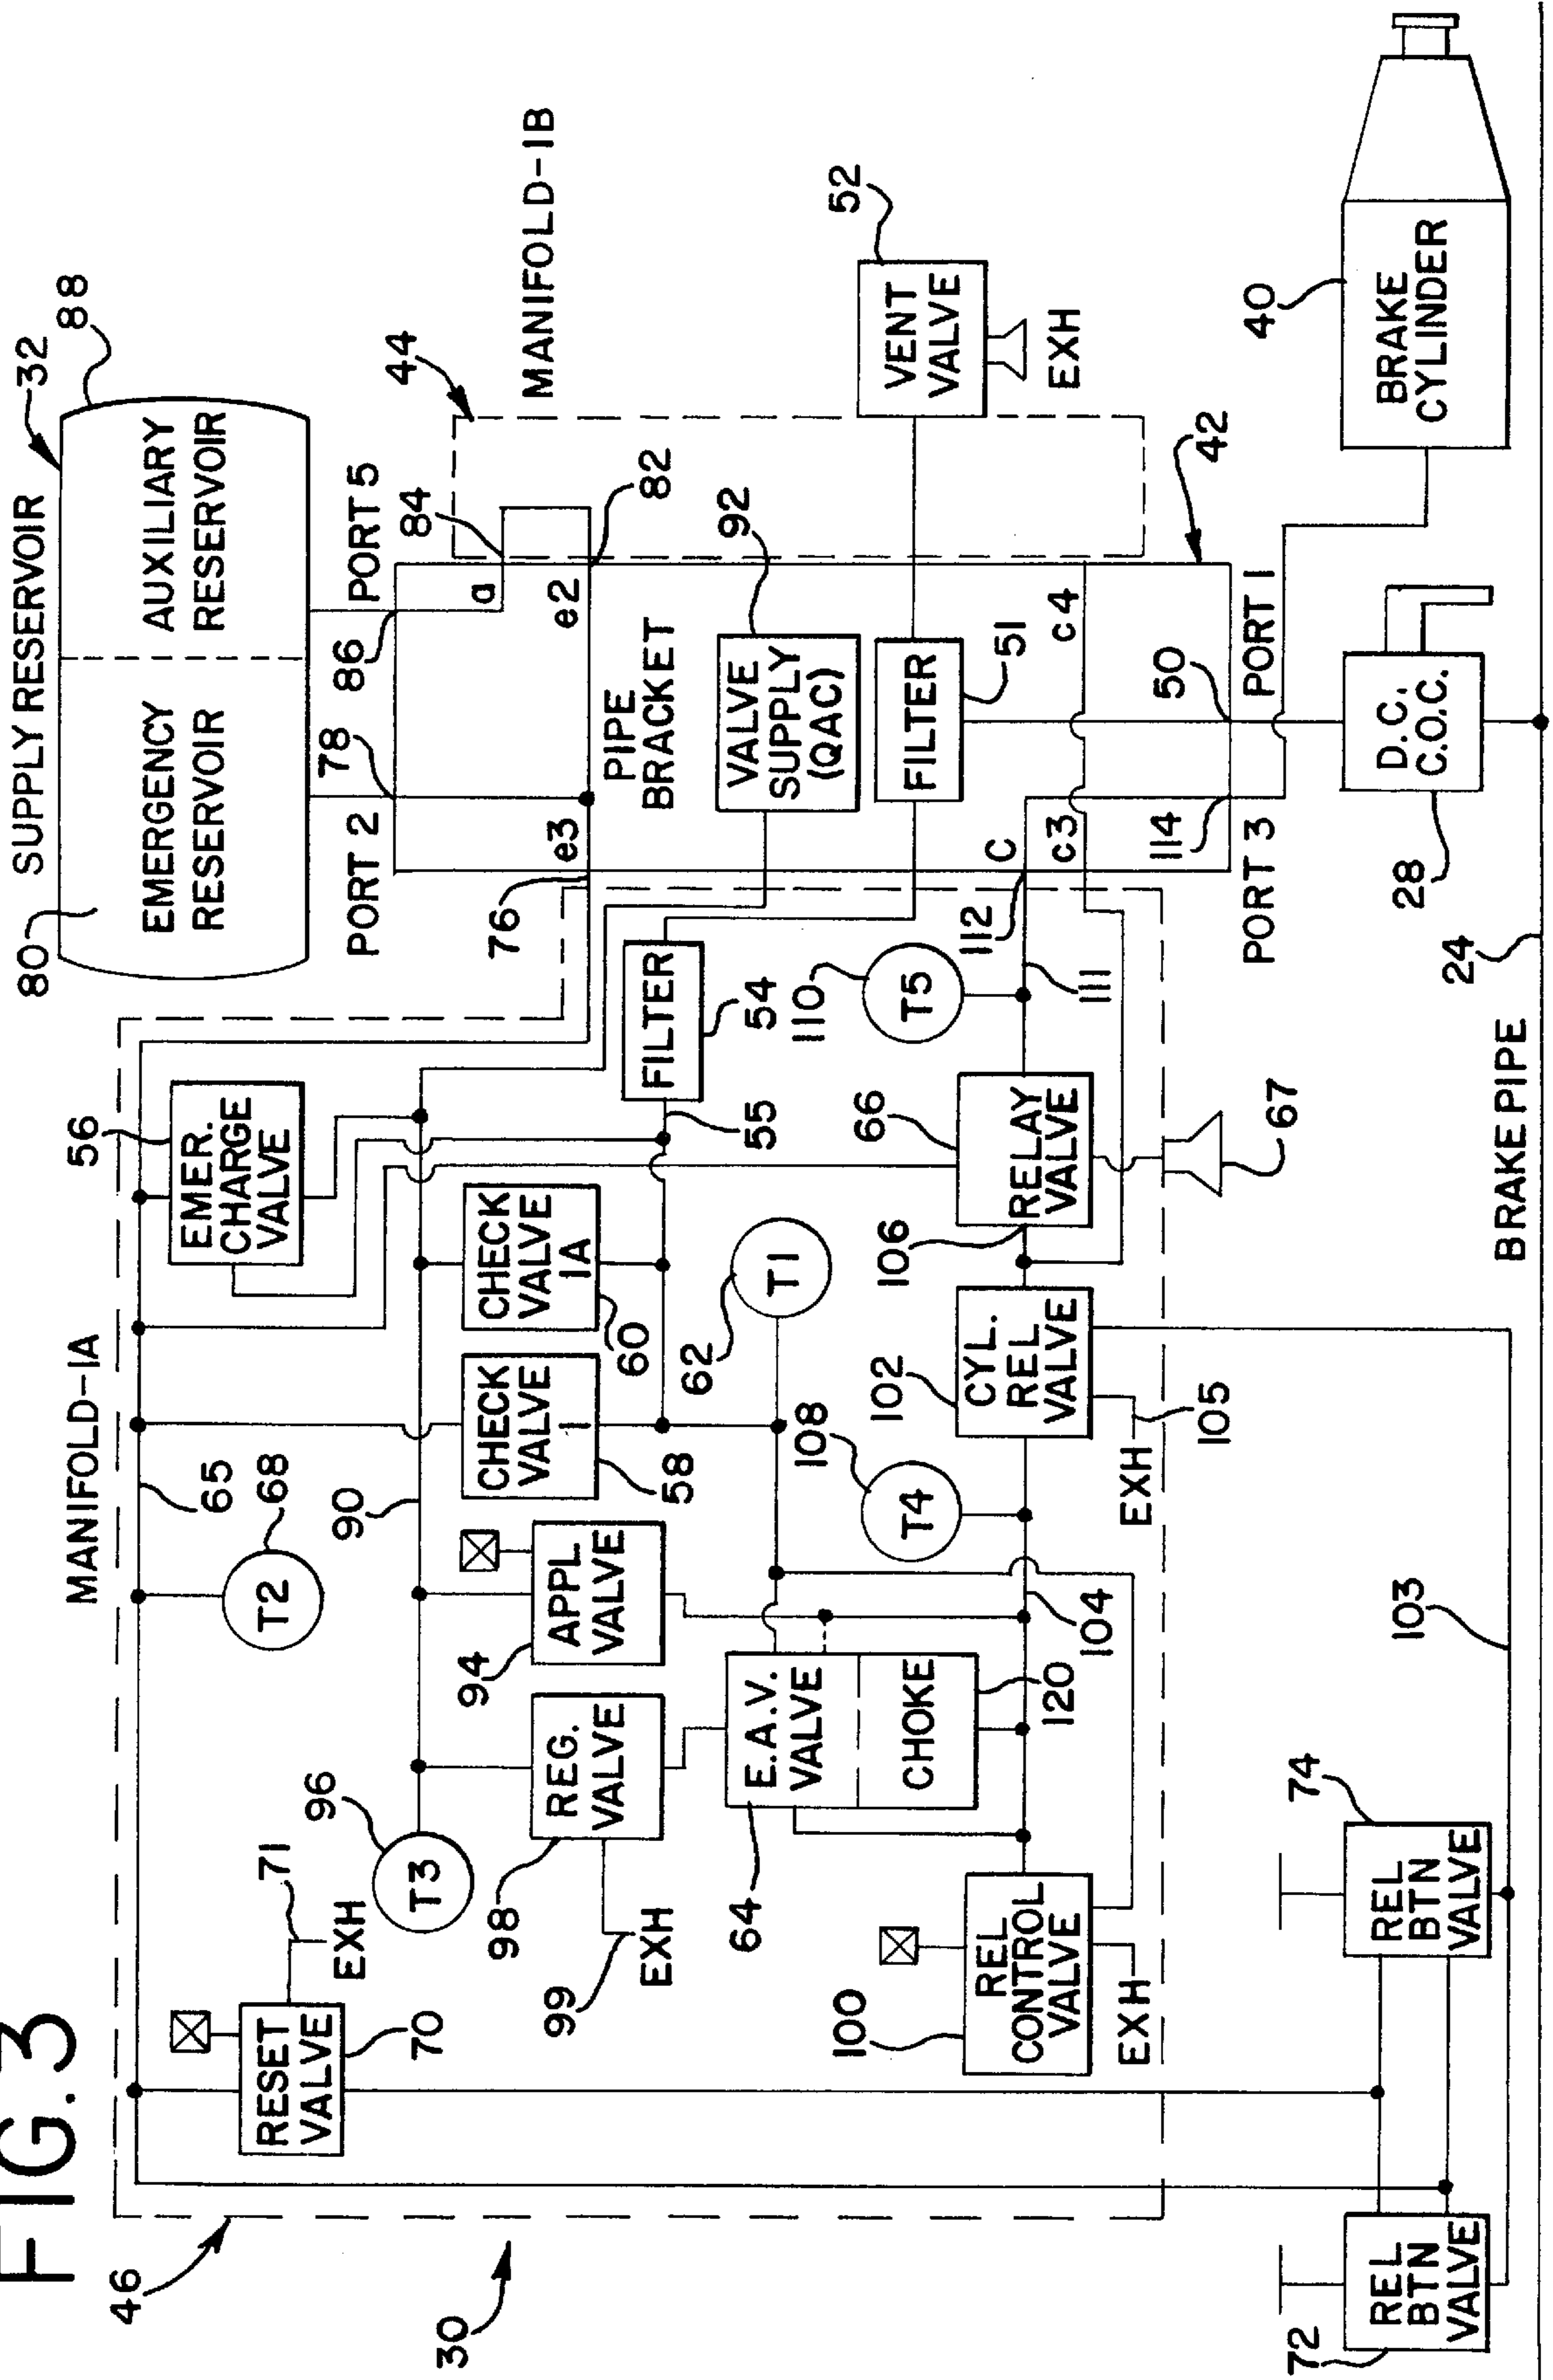 FIG. 3
SUPPLY RESERVOIR
32
88
80
EMERGENCY
RESERVOIR
AUXILIARY
RESERVOIR
PORT 2
78
86
PORT 5
84
44
MANIFOLD-1B
a
e2
82
e3
76
PIPE
BRACKET
VALVE
SUPPLY
(QAC)
92
FILTER
51
VENT
VALVE
52
EXH
C
c3
c4
112
114
50
42
PORT 3
PORT 1
D.C.
C.O.C.
28
BRAKE
CYLINDER
40
24
BRAKE PIPE
46
30
MANIFOLD-1A
65
T2
68
RESET
VALVE
70
71
EXH
EMER.
CHARGE
VALVE
56
FILTER
54
55
90
CHECK
VALVE
1A
60
CHECK
VALVE
1
58
T1
62
APPL
VALVE
94
T3
96
REG.
VALVE
98
99
EXH
E.A.V.
VALVE
64
CHOKE
120
REL
CONTROL
VALVE
100
EXH
104
T4
108
CYL.
REL
VALVE
102
105
EXH
106
RELAY
VALVE
66
67
T5
110
111
103
REL
BTN
VALVE
74
REL
BTN
VALVE
72